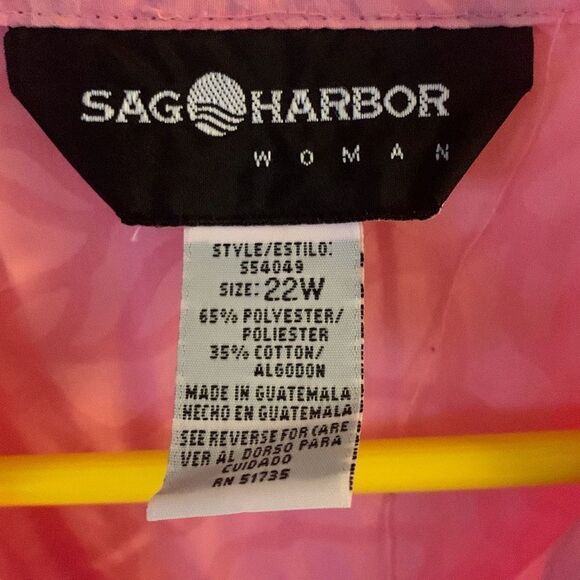 SAG HARBOR
WOMAN
STYLE/ESTILO:
S54049
SIZE: 22W
65% POLYESTER/
POLIESTER
35% COTTON/
ALGODON
MADE IN GUATEMALA
HECHO EN GUATEMALA
SEE REVERSE FOR CARE
VER AL DORSO PARA
CUIDADO
RN 51735